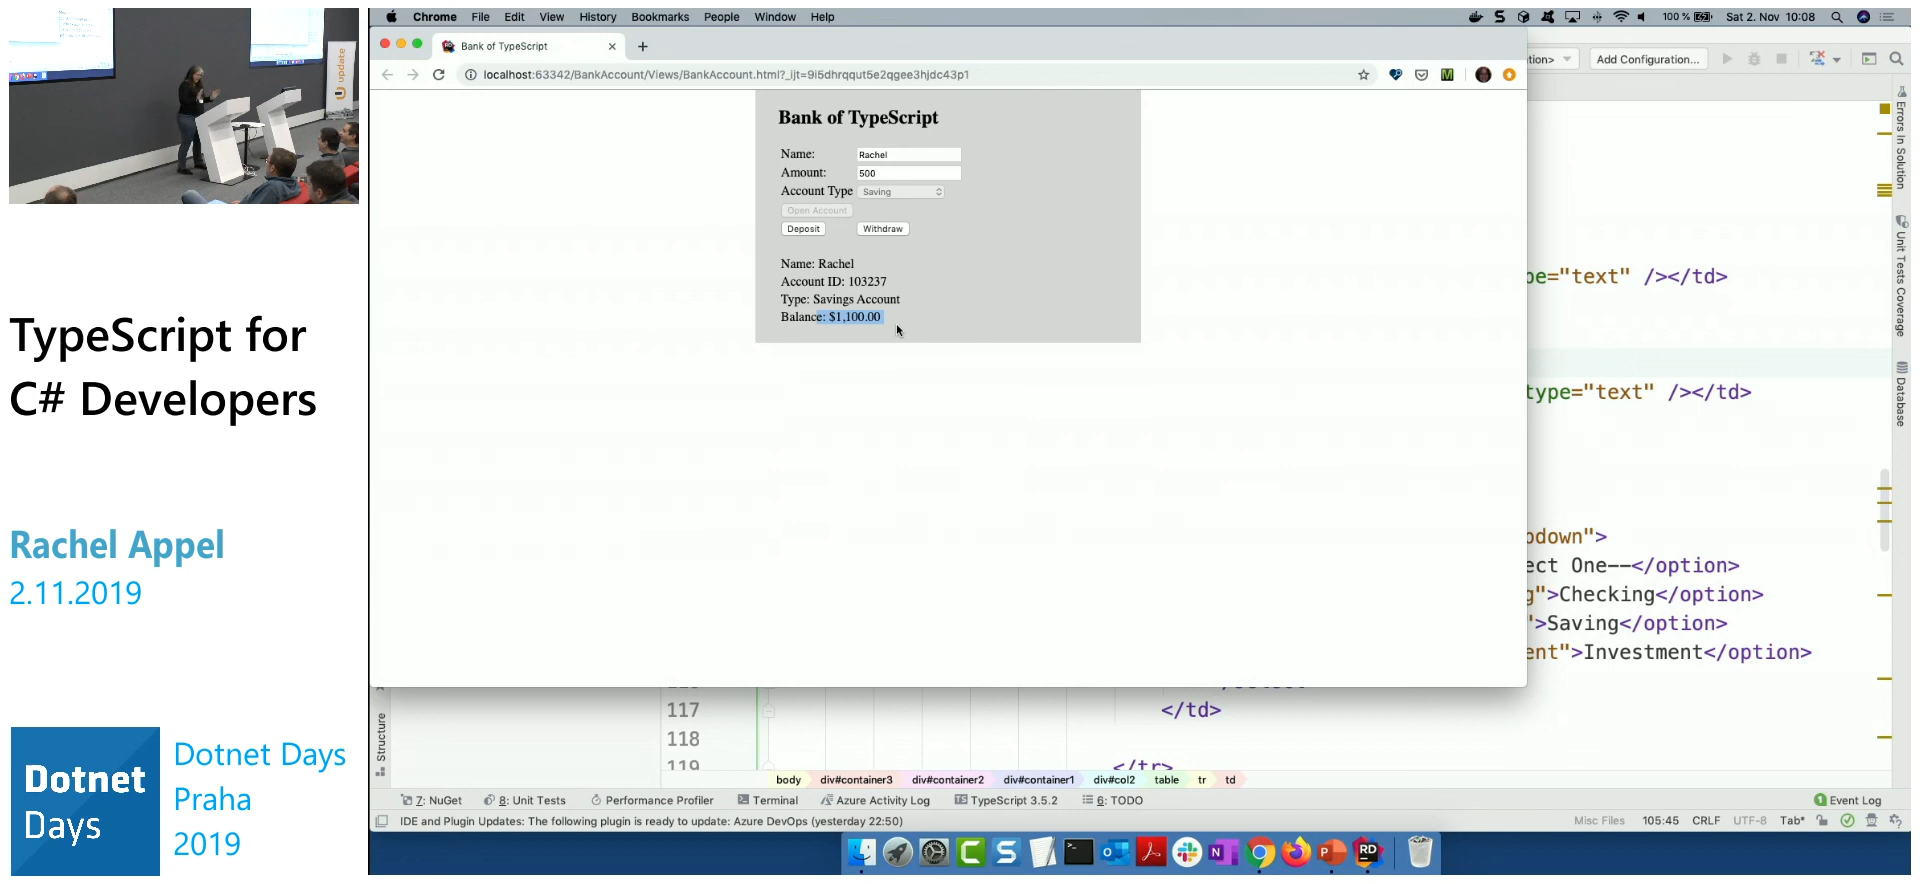 update
TypeScript for
C# Developers
Rachel Appel
2.11.2019
Dotnet
Days
Dotnet Days
Praha
2019
Chrome File Edit View History Bookmarks People Window Help
100 % Sat 2. Nov 10:08
Bank of TypeScript
localhost:63342/BankAccount/Views/BankAccount.html?_ijt=9i5dhrqqut5e2qgee3hjdc43p1
Bank of TypeScript
Name: Rachel
Amount: 500
Account Type Saving
Open Account
Deposit Withdraw
Name: Rachel
Account ID: 103237
Type: Savings Account
Balance: $1,100.00
tion> Add Configuration...
pe="text" /></td>
type="text" /></td>
pdown">
ect One--</option>
g">Checking</option>
">Saving</option>
ent">Investment</option>
Errors In Solution
Unit Tests Coverage
Database
Structure
117 </td>
118
119 </tr>
body div#container3 div#container2 div#container1 div#col2 table tr td
7: NuGet 8: Unit Tests Performance Profiler Terminal Azure Activity Log TypeScript 3.5.2 6: TODO
1 Event Log
IDE and Plugin Updates: The following plugin is ready to update: Azure DevOps (yesterday 22:50)
Misc Files 105:45 CRLF UTF-8 Tab*